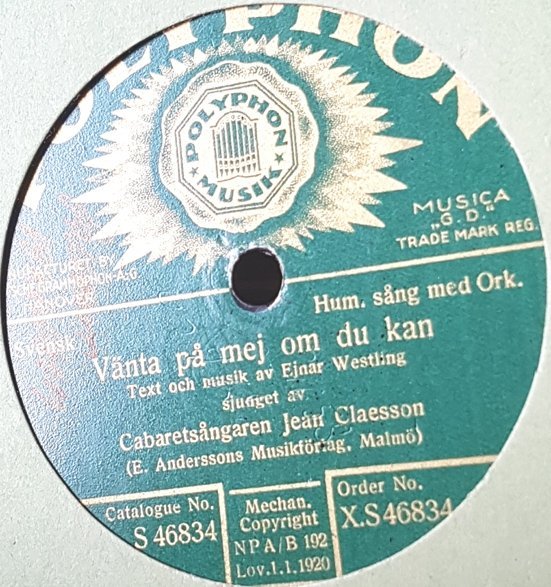 POLYPHON
POLYPHON
MUSIK
MUSICA
„G.D.“
TRADE MARK REG.
BY
Hum. sång med Ork.
Svensk
Vänta på mej om du kan
Text och musik av Ejnar Westling
sjunget av
Cabaretsångaren Jean Claesson
(E. Anderssons Musikförlag, Malmö)
Catalogue No.
S 46834
Mechan.
Copyright
NPA/B 192
Lov.1.1.1920
Order No.
X.S46834